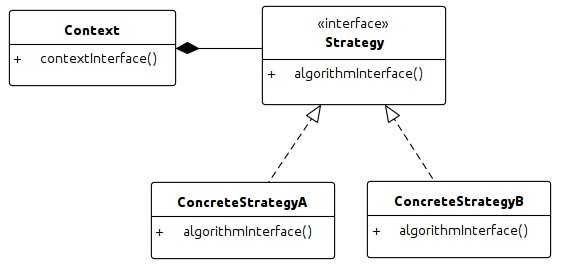 Context
+ contextInterface()
«interface»
Strategy
+ algorithmInterface()
ConcreteStrategyA
+ algorithmInterface()
ConcreteStrategyB
+ algorithmInterface()